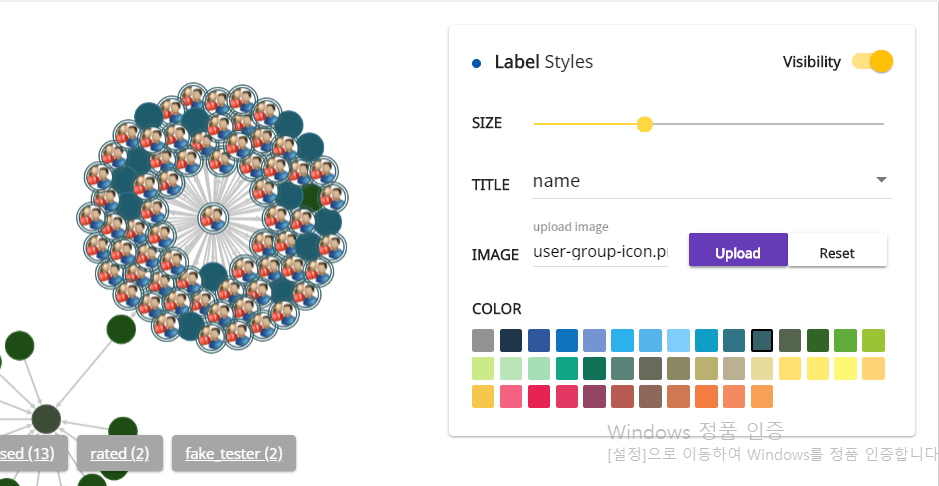 Label Styles
Visibility
SIZE
TITLE
name
upload image
IMAGE
user-group-icon.p
Upload
Reset
COLOR
sed (13)
rated (2)
fake_tester (2)
Windows 정품 인증
[설정]으로 이동하여 Windows를 정품 인증합니다